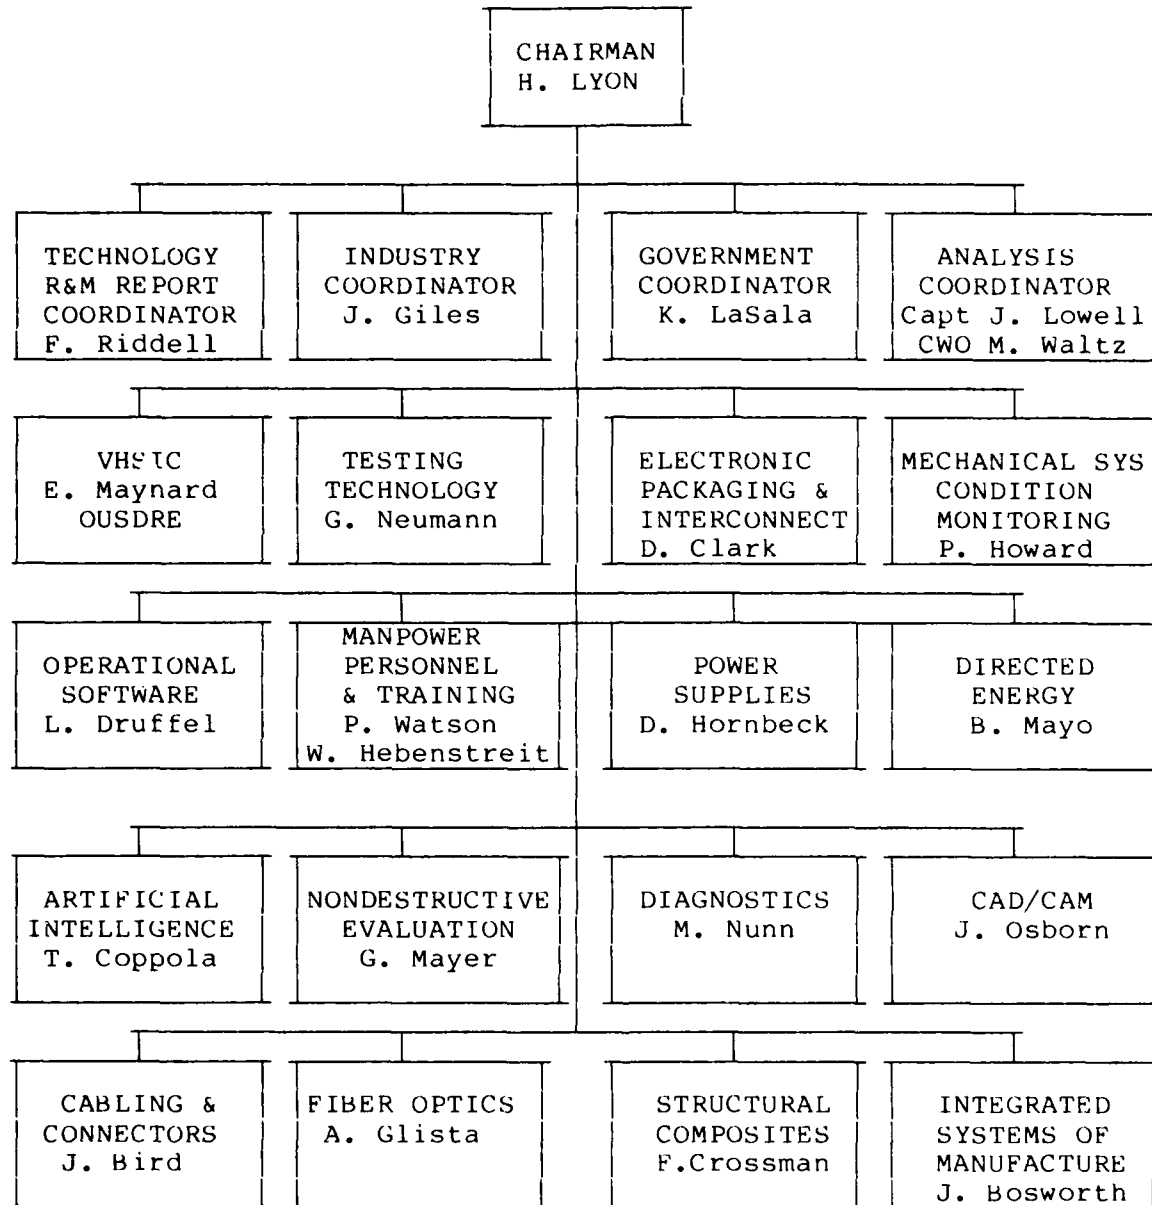 CHAIRMAN
H. LYON
TECHNOLOGY
R&M REPORT
COORDINATOR
F. Riddell
INDUSTRY
COORDINATOR
J. Giles
GOVERNMENT
COORDINATOR
K. LaSala
ANALYSIS
COORDINATOR
Capt J. Lowell
CWO M. Waltz
VHSIC
E. Maynard
OUSDRE
TESTING
TECHNOLOGY
G. Neumann
ELECTRONIC
PACKAGING &
INTERCONNECT
D. Clark
MECHANICAL SYS
CONDITION
MONITORING
P. Howard
OPERATIONAL
SOFTWARE
L. Druffel
MANPOWER
PERSONNEL
& TRAINING
P. Watson
W. Hebenstreit
POWER
SUPPLIES
D. Hornbeck
DIRECTED
ENERGY
B. Mayo
ARTIFICIAL
INTELLIGENCE
T. Coppola
NONDESTRUCTIVE
EVALUATION
G. Mayer
DIAGNOSTICS
M. Nunn
CAD/CAM
J. Osborn
CABLING &
CONNECTORS
J. Bird
FIBER OPTICS
A. Glista
STRUCTURAL
COMPOSITES
F.Crossman
INTEGRATED
SYSTEMS OF
MANUFACTURE
J. Bosworth